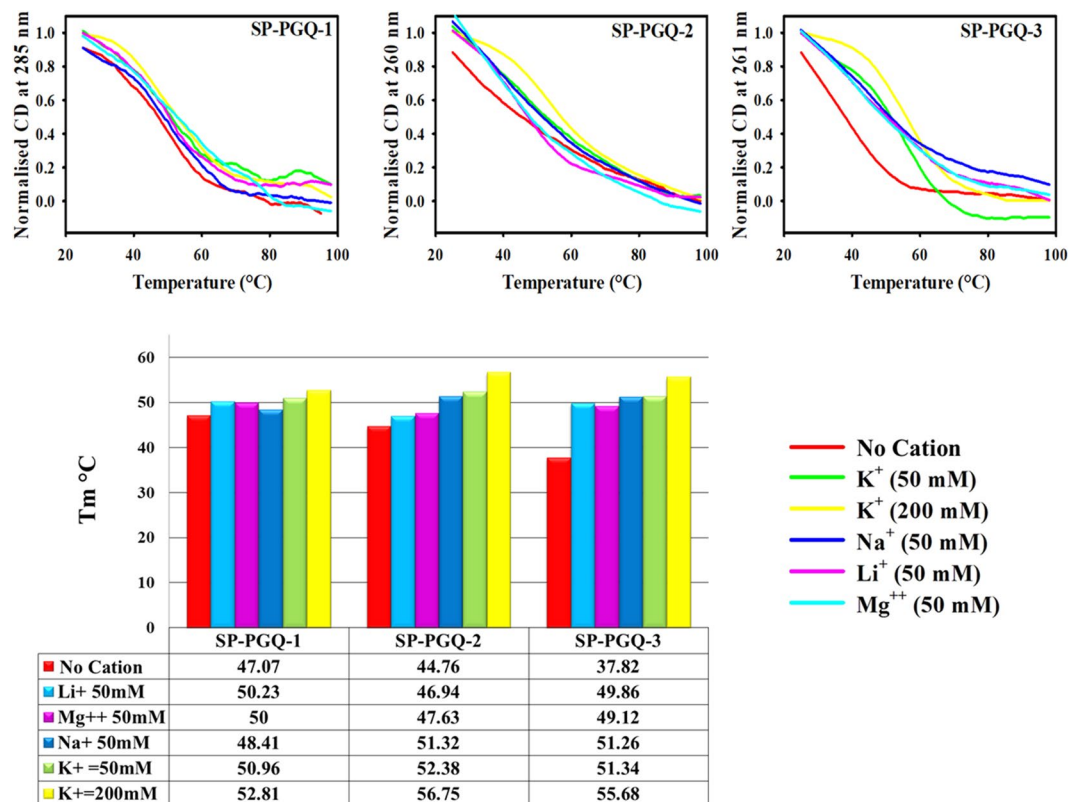 SP-PGQ-1
Normalised CD at 285 nm
1.0
0.8
0.6
0.4
0.2
0.0
20 40 60 80 100
Temperature (°C)
SP-PGQ-2
Normalised CD at 260 nm
1.0
0.8
0.6
0.4
0.2
0.0
20 40 60 80 100
Temperature (°C)
SP-PGQ-3
Normalised CD at 261 nm
1.0
0.8
0.6
0.4
0.2
0.0
20 40 60 80 100
Temperature (°C)
Tm °C
60
50
40
30
20
10
0
SP-PGQ-1 SP-PGQ-2 SP-PGQ-3
No Cation 47.07 44.76 37.82
Li+ 50mM 50.23 46.94 49.86
Mg++ 50mM 50 47.63 49.12
Na+ 50mM 48.41 51.32 51.26
K+ =50mM 50.96 52.38 51.34
K+=200mM 52.81 56.75 55.68
No Cation
K⁺ (50 mM)
K⁺ (200 mM)
Na⁺ (50 mM)
Li⁺ (50 mM)
Mg⁺⁺ (50 mM)